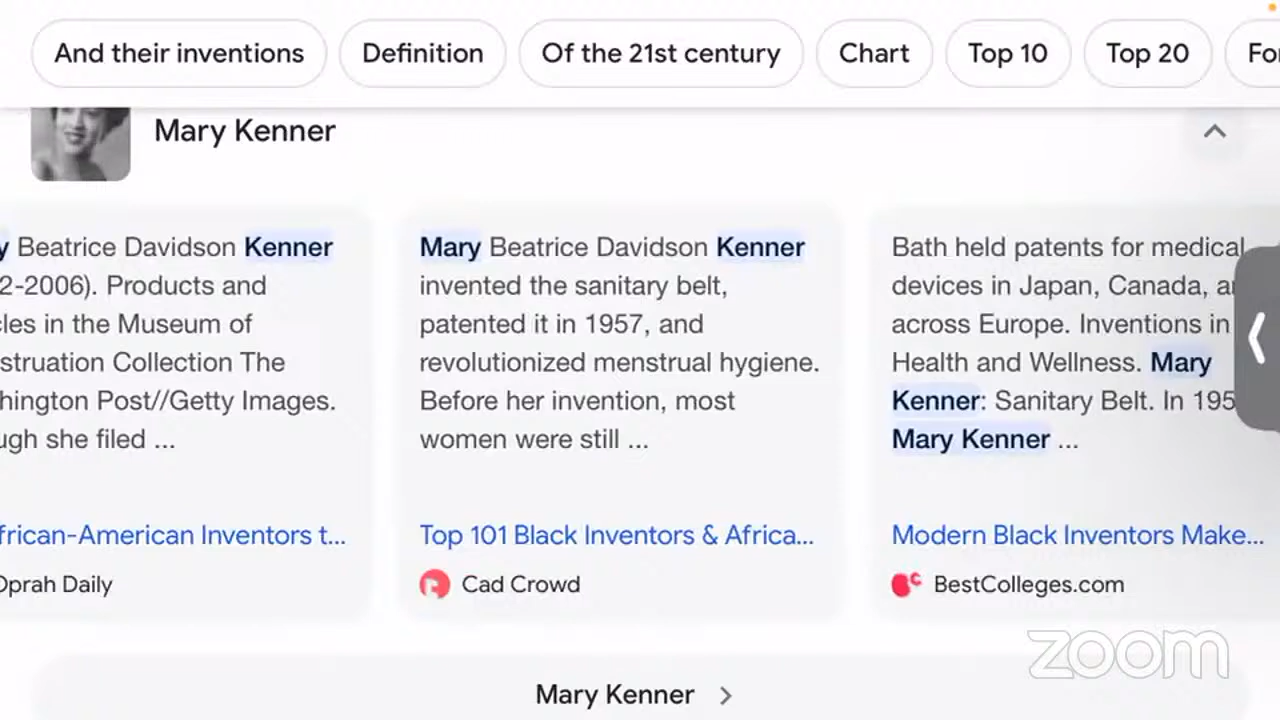 And their inventions
Definition
Of the 21st century
Chart
Top 10
Top 20
Mary Kenner
Beatrice Davidson Kenner
2-2006). Products and
in the Museum of
Collection The
Post//Getty Images.
she filed ...
African-American Inventors t...
Oprah Daily
Mary Beatrice Davidson Kenner
invented the sanitary belt,
patented it in 1957, and
revolutionized menstrual hygiene.
Before her invention, most
women were still ...
Top 101 Black Inventors & Africa...
Cad Crowd
Bath held patents for medical
devices in Japan, Canada,
across Europe. Inventions in
Health and Wellness. Mary
Kenner: Sanitary Belt. In 195
Mary Kenner ...
Modern Black Inventors Make...
BestColleges.com
zoom
Mary Kenner